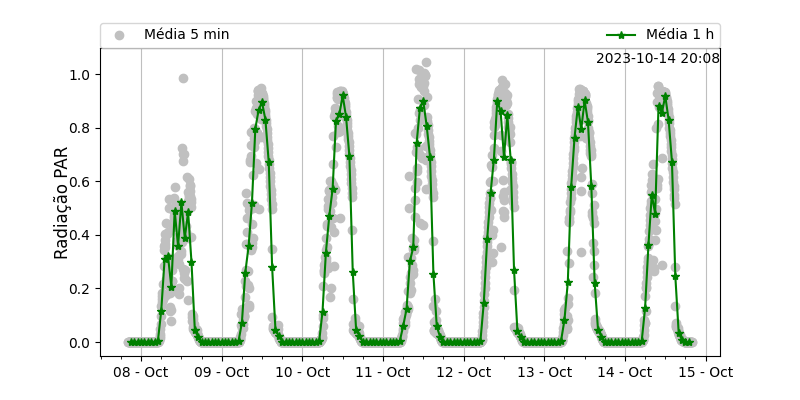 Média 5 min
Média 1 h
2023-10-14 20:08
Radiação PAR
1.0
0.8
0.6
0.4
0.2
0.0
08 - Oct
09 - Oct
10 - Oct
11 - Oct
12 - Oct
13 - Oct
14 - Oct
15 - Oct